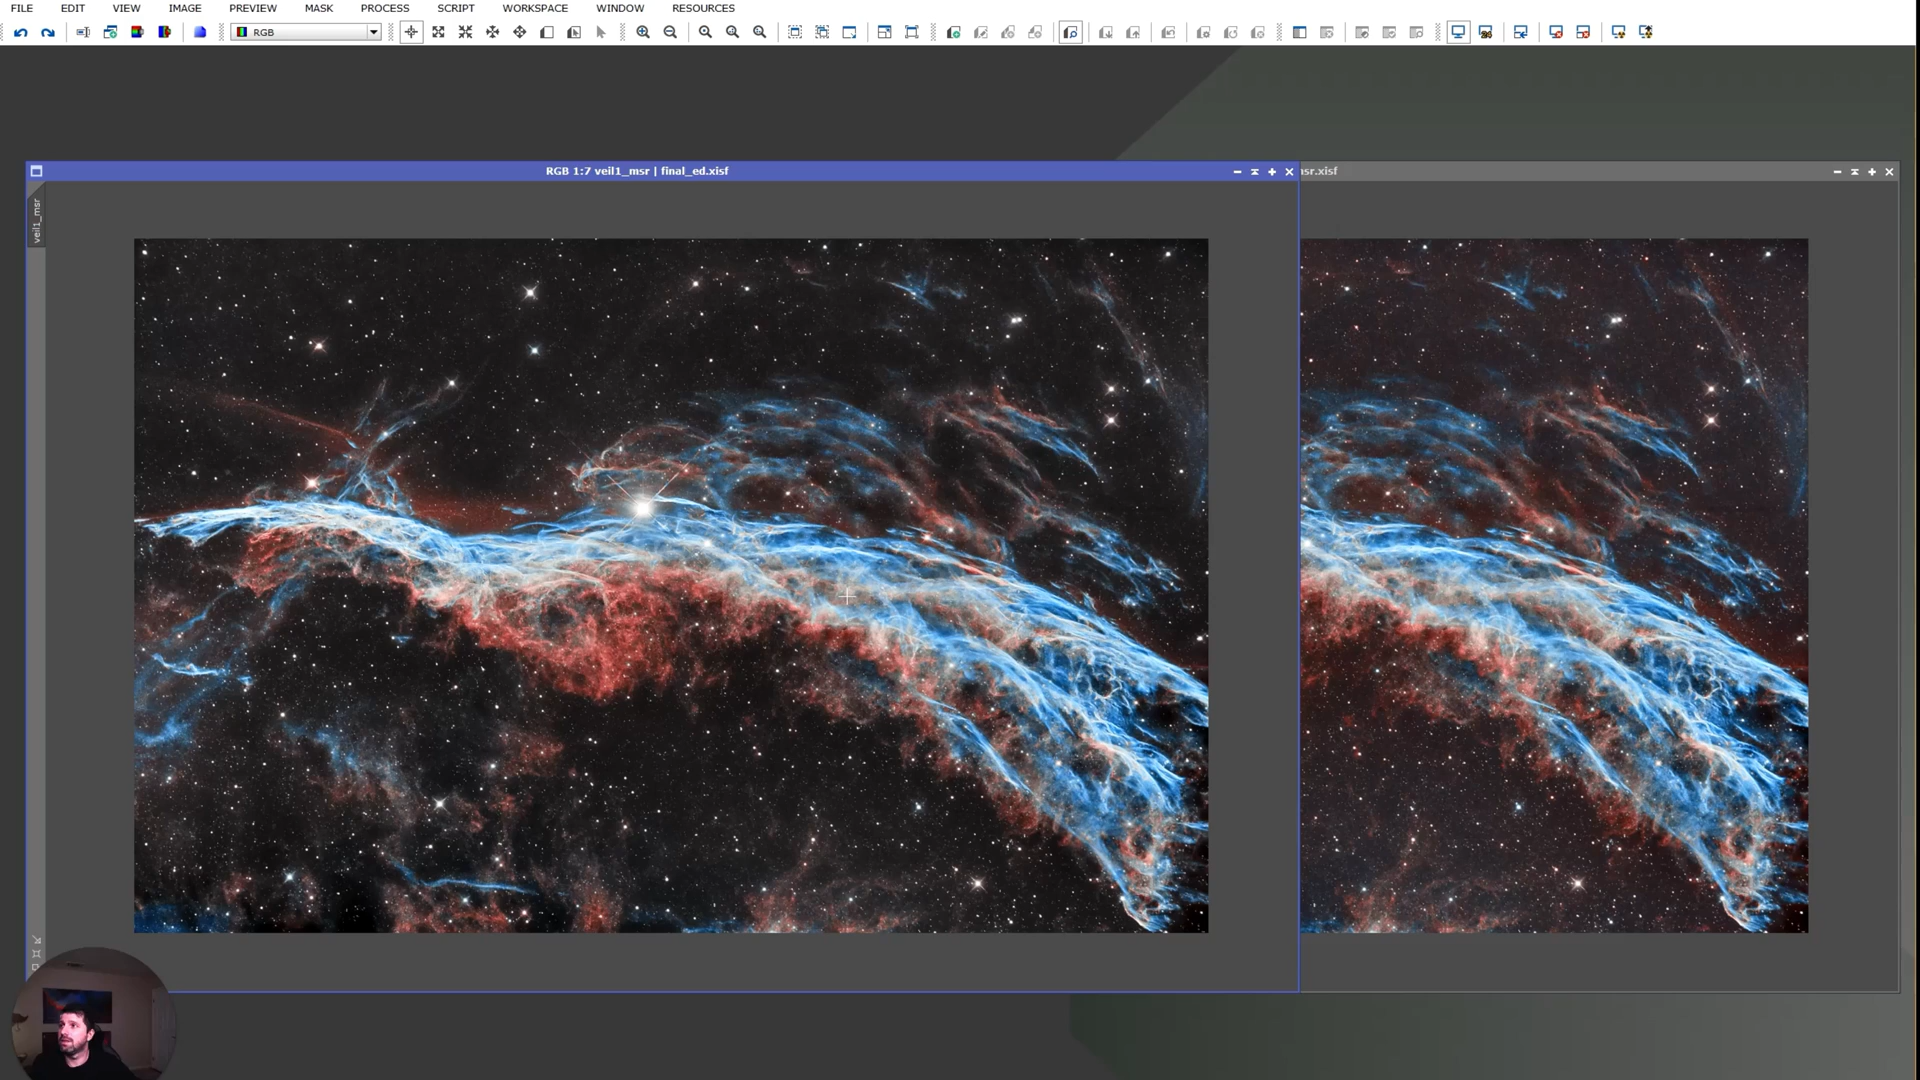 FILE EDIT VIEW IMAGE PREVIEW MASK PROCESS SCRIPT WORKSPACE WINDOW RESOURCES
RGB
RGB 1:7 veil1_msr | final_ed.xisf
msr.xisf
veil1_msr